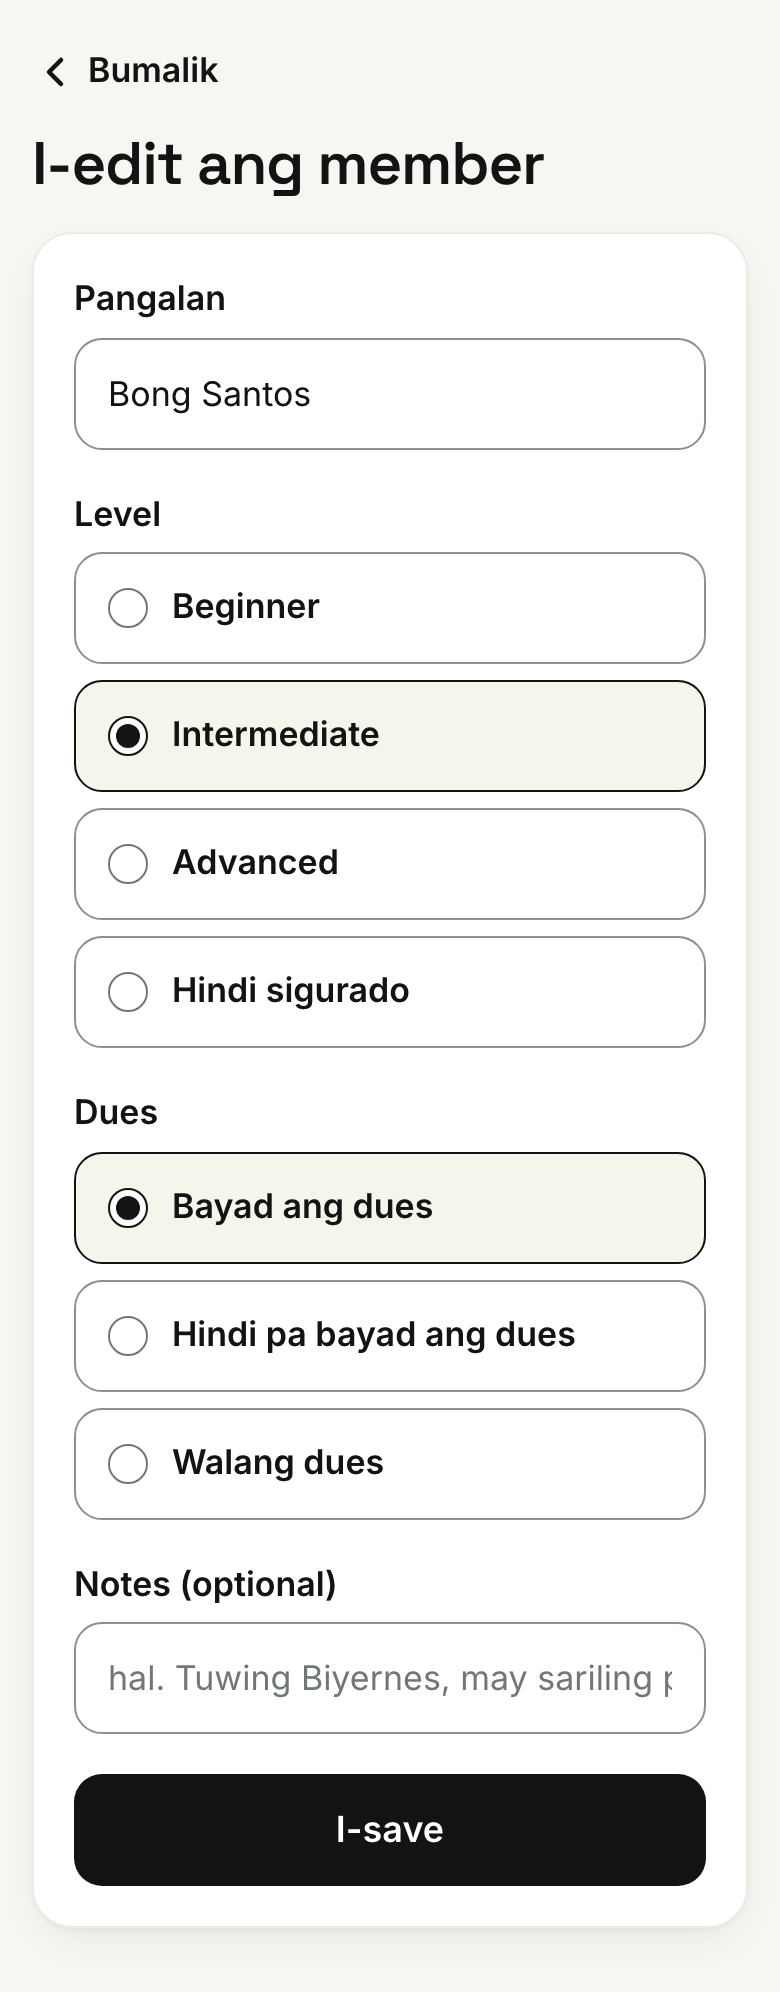 Bumalik
I-edit ang member
Pangalan
Bong Santos
Level
Beginner
Intermediate
Advanced
Hindi sigurado
Dues
Bayad ang dues
Hindi pa bayad ang dues
Walang dues
Notes (optional)
hal. Tuwing Biyernes, may sariling
I-save